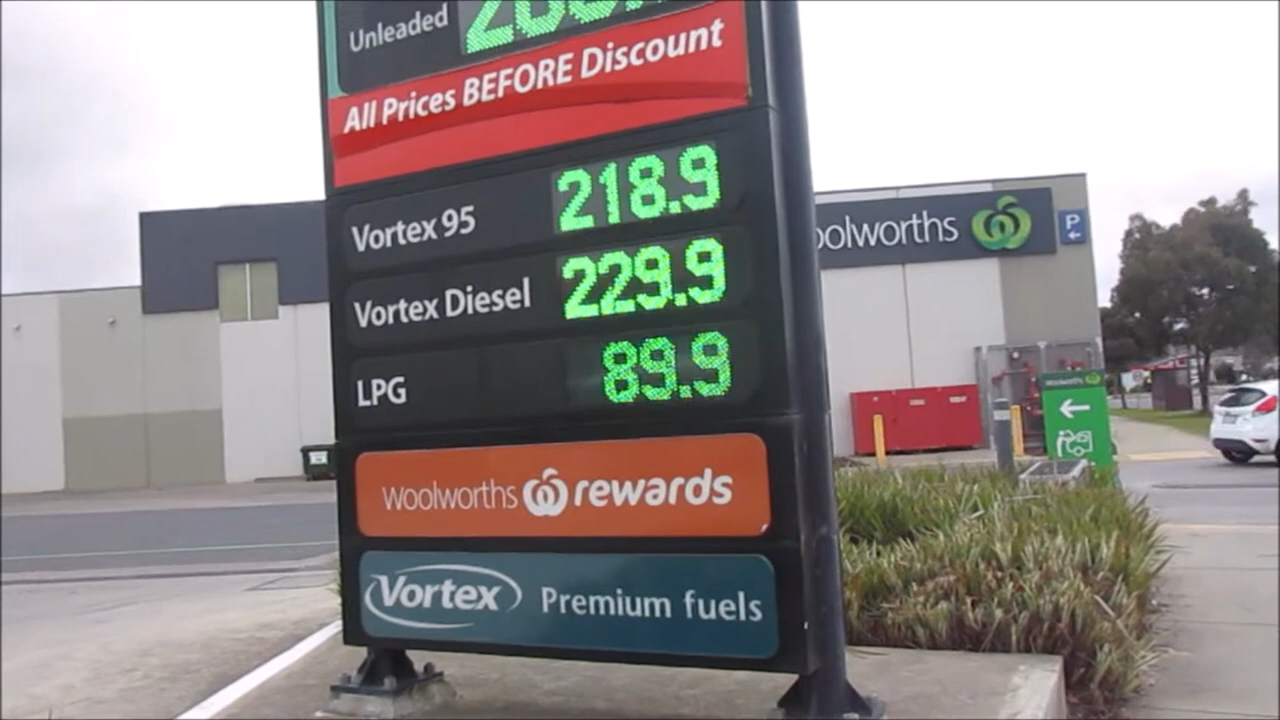 Unleaded
All Prices BEFORE Discount
Vortex 95 218.9
Vortex Diesel 229.9
LPG 89.9
woolworths rewards
Vortex Premium fuels
oolworths
P
woolworths